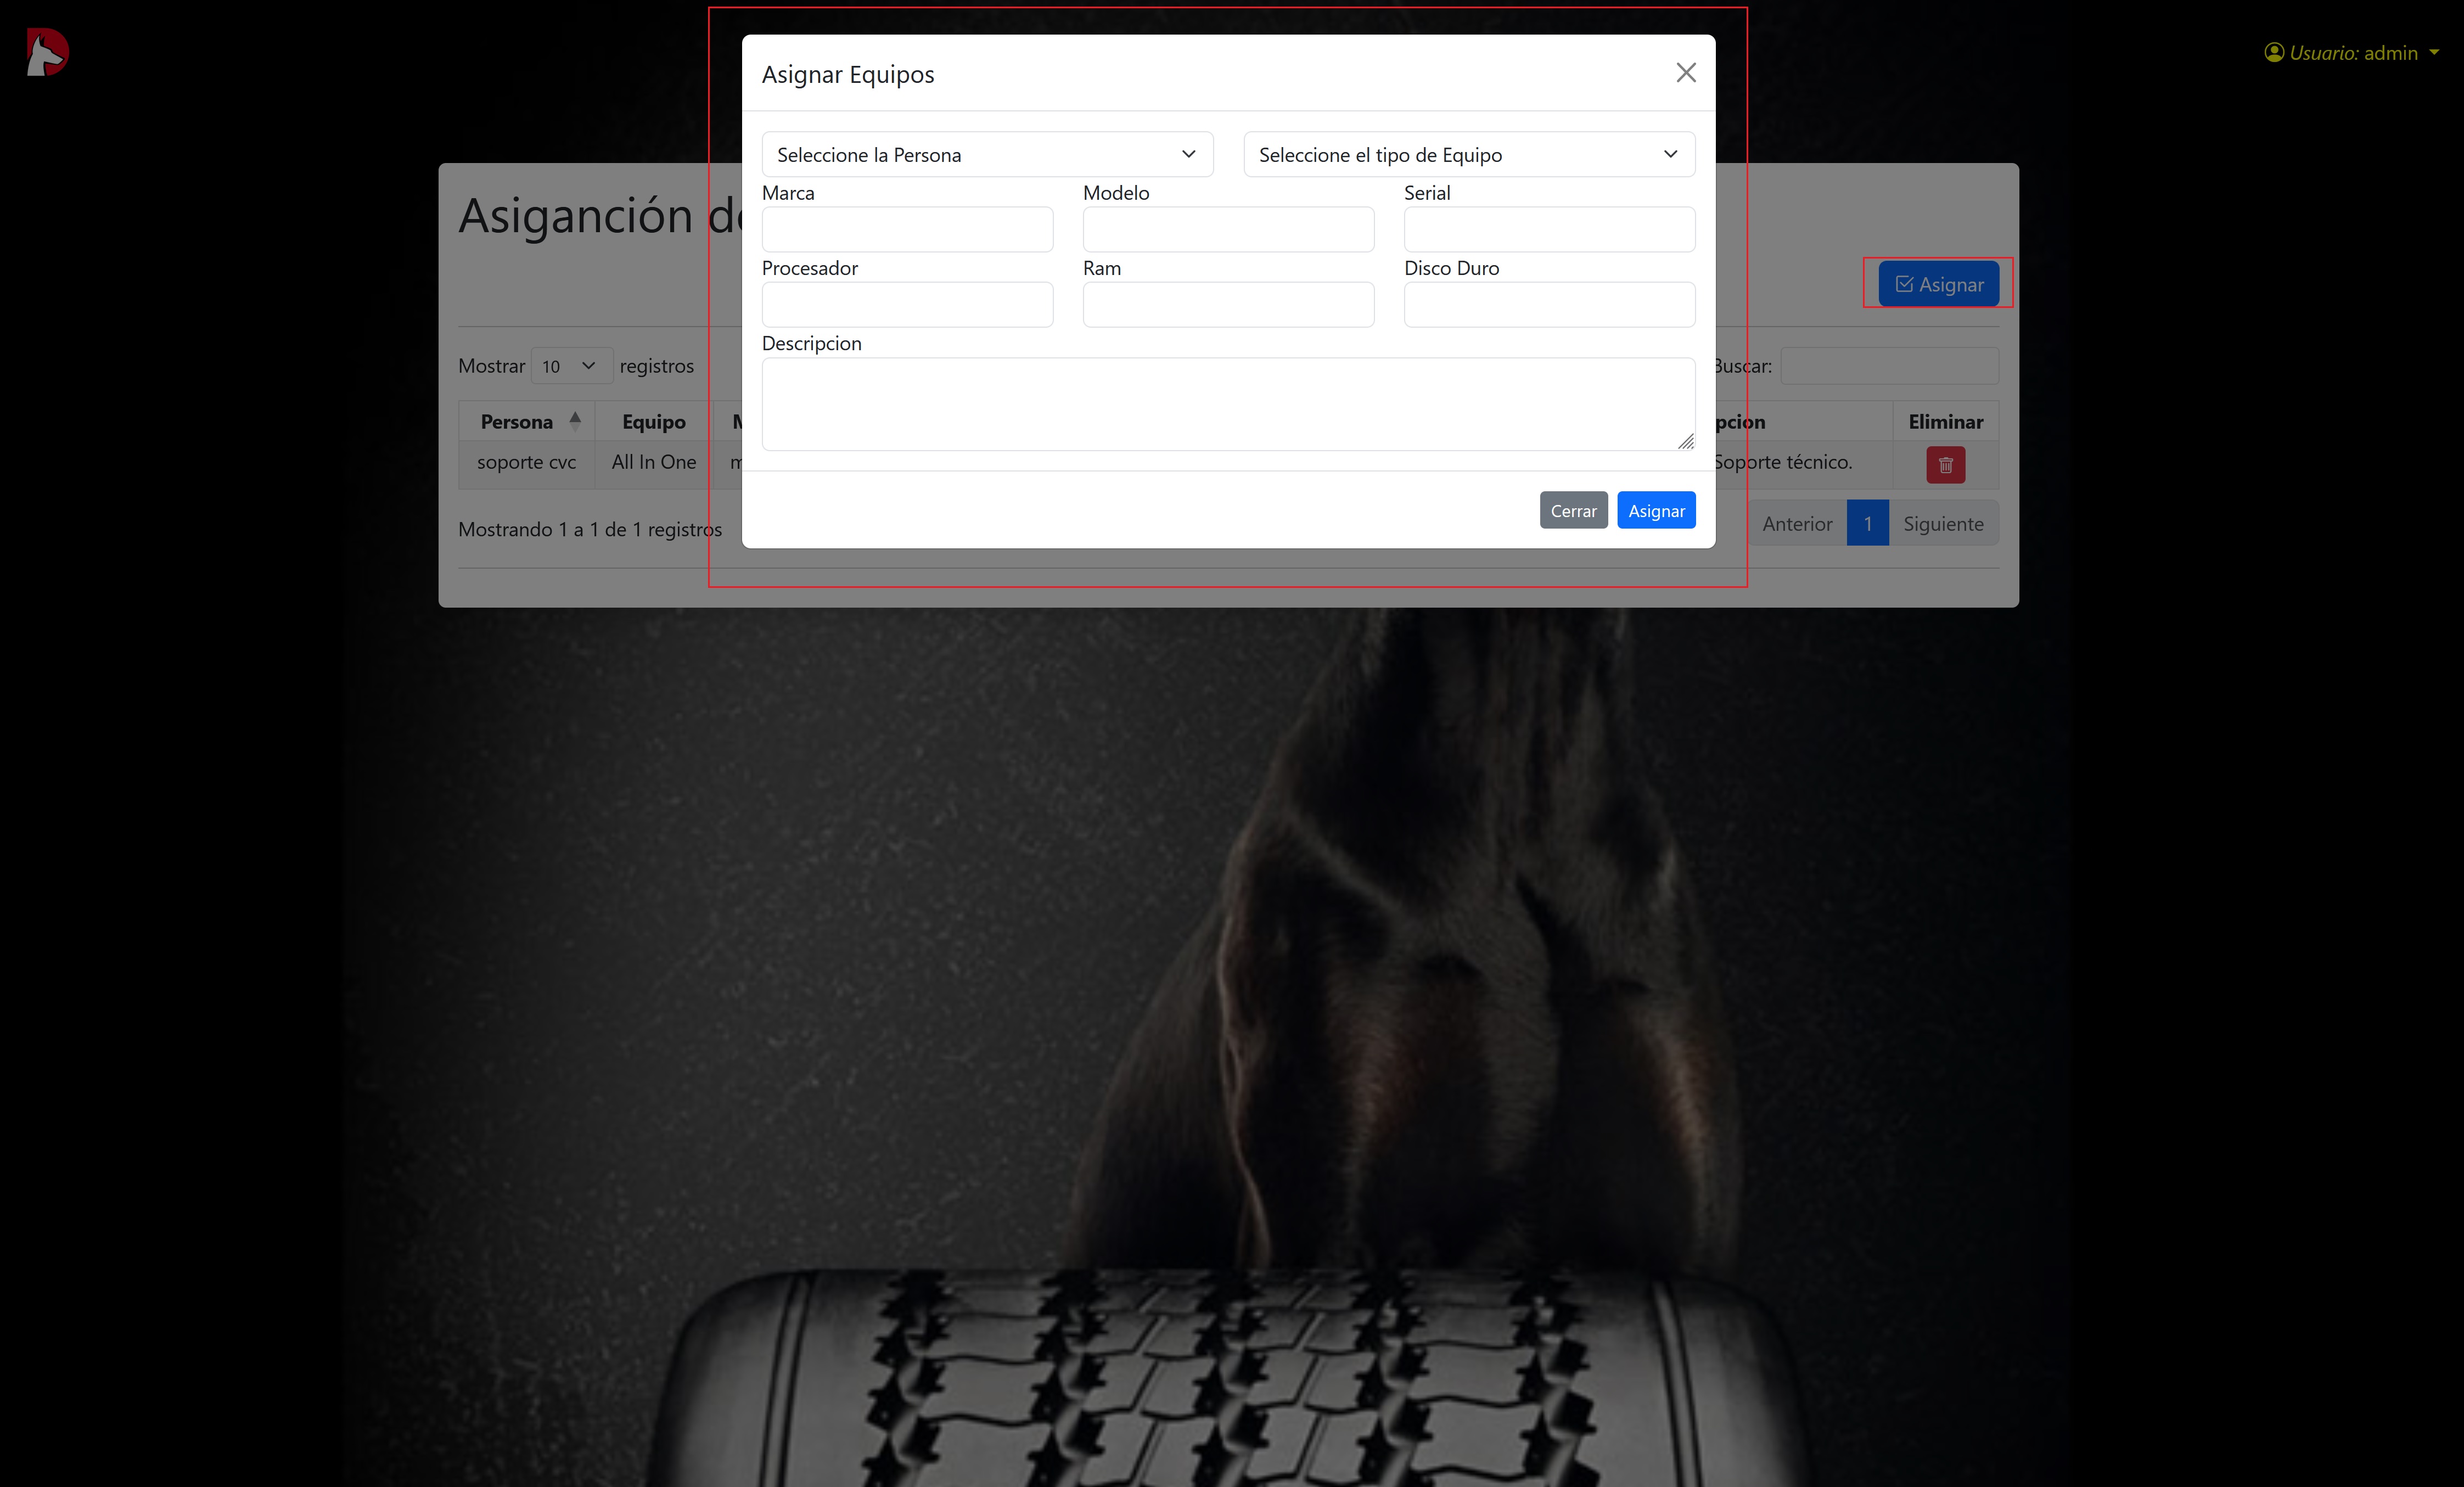 Usuario: admin
Asignar Equipos
Seleccione la Persona Seleccione el tipo de Equipo
Marca Modelo Serial
Asiganción
Procesador Ram Disco Duro
Asignar
Descripcion
Mostrar 10 registros Buscar:
Persona Equipo Eliminar
soporte cvc All In One Soporte técnico.
Cerrar Asignar
Mostrando 1 a 1 de 1 registros Anterior 1 Siguiente